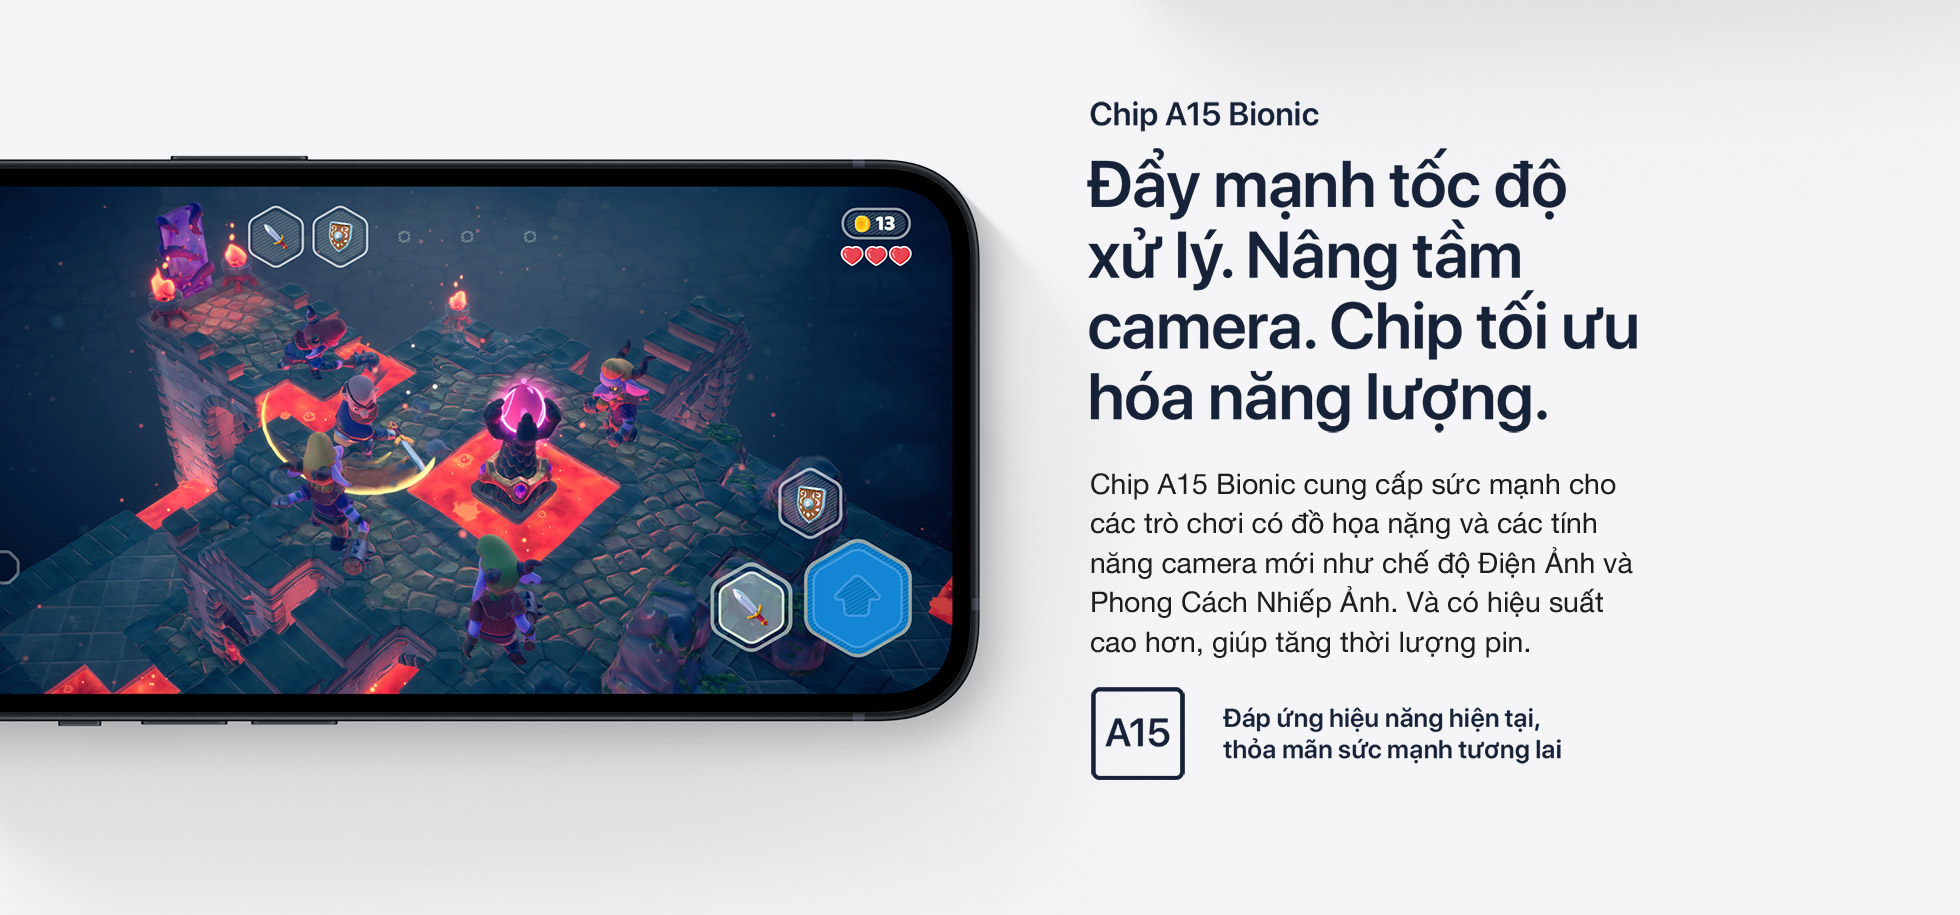 13
Chip A15 Bionic
Đẩy mạnh tốc độ
xử lý. Nâng tầm
camera. Chip tối ưu
hóa năng lượng.
Chip A15 Bionic cung cấp sức mạnh cho
các trò chơi có đồ họa nặng và các tính
năng camera mới như chế độ Điện Ảnh và
Phong Cách Nhiếp Ảnh. Và có hiệu suất
cao hơn, giúp tăng thời lượng pin.
A15
Đáp ứng hiệu năng hiện tại,
thỏa mãn sức mạnh tương lai